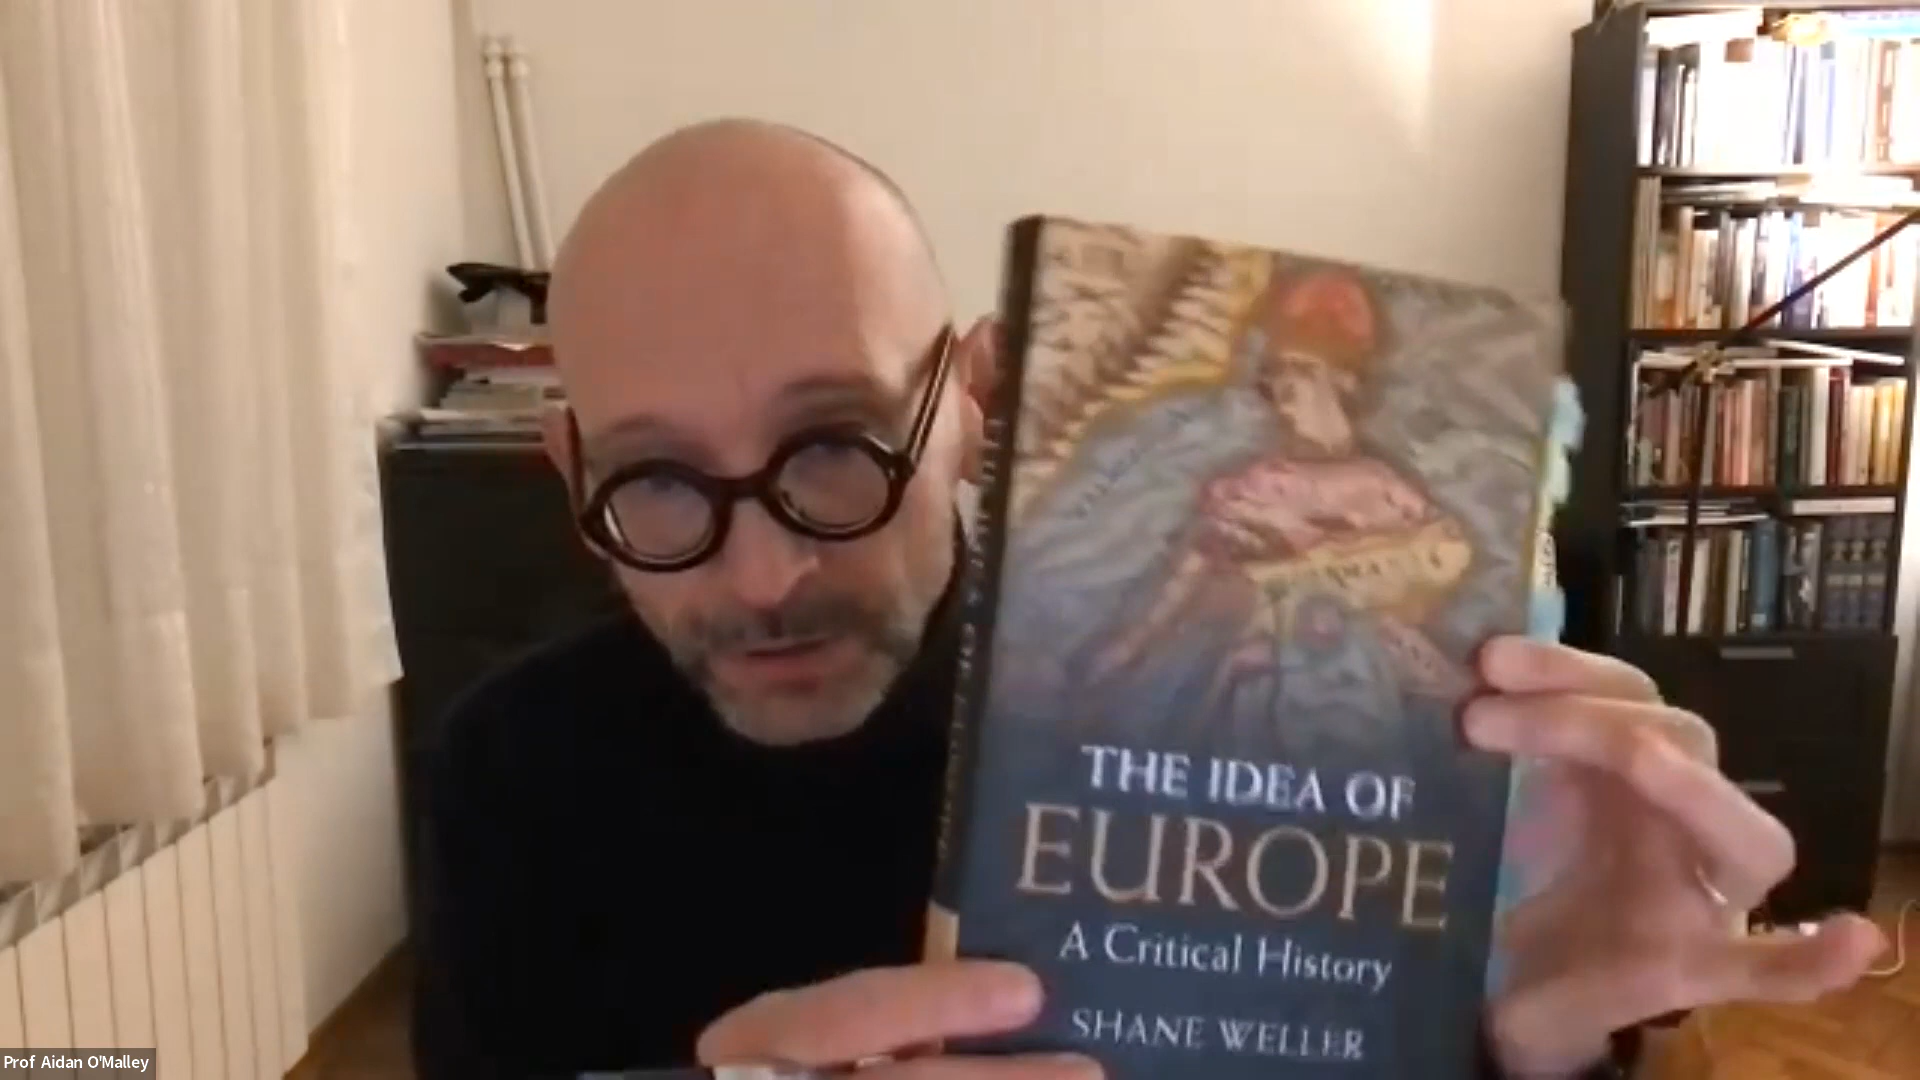 THE IDEA OF
EUROPE
A Critical History
SHANE WELLER
Prof Aidan O'Malley